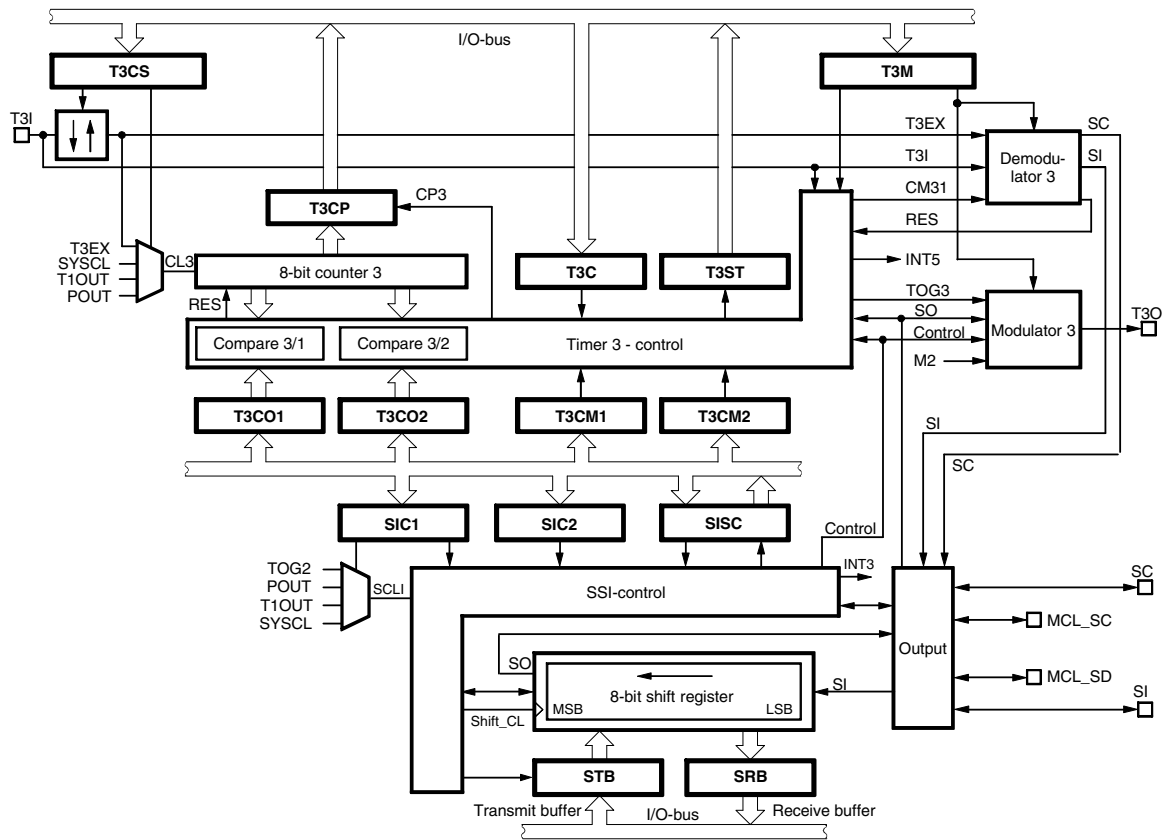 I/O-bus
T3CS
T3M
T3I
T3EX
SC
T3I
SI
Demodu-
lator 3
CM31
T3CP
CP3
RES
T3EX
SYSCL
T1OUT
POUT
CL3
8-bit counter 3
T3C
T3ST
INT5
RES
TOG3
SO
Control
M2
Modulator 3
T3O
Compare 3/1
Compare 3/2
Timer 3 - control
T3CO1
T3CO2
T3CM1
T3CM2
SI
SC
SIC1
SIC2
SISC
Control
TOG2
POUT
T1OUT
SYSCL
SCLI
SSI-control
INT3
SC
MCL_SC
Output
MCL_SD
SI
SO
8-bit shift register
MSB
LSB
SI
Shift_CL
STB
SRB
Transmit buffer
I/O-bus
Receive buffer